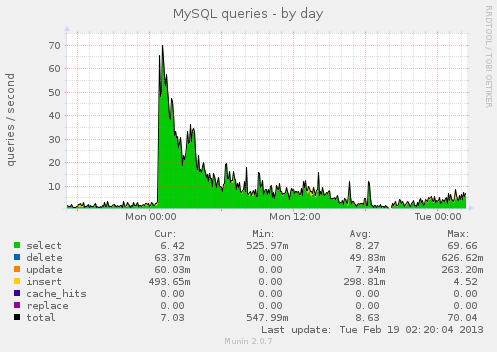 MySQL queries - by day
RRDTOOL / TOBI OETIKER
queries / second
70
60
50
40
30
20
10
Mon 00:00 Mon 12:00 Tue 00:00
Cur: Min: Avg: Max:
select 6.42 525.97m 8.27 69.66
delete 63.37m 0.00 49.83m 626.62m
update 60.03m 0.00 7.34m 263.20m
insert 493.65m 0.00 298.81m 4.52
cache_hits 0.00 0.00 0.00 0.00
replace 0.00 0.00 0.00 0.00
total 7.03 547.99m 8.63 70.04
Last update: Tue Feb 19 02:20:04 2013
Munin 2.0.7